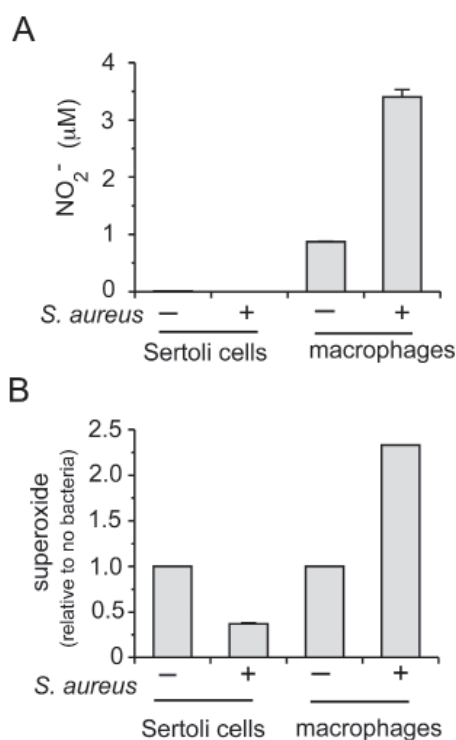 A
NO2- (μM)
4
3
2
1
0
S. aureus – + – +
Sertoli cells macrophages
B
superoxide
(relative to no bacteria)
2.5
2.0
1.5
1.0
0.5
0
S. aureus – + – +
Sertoli cells macrophages